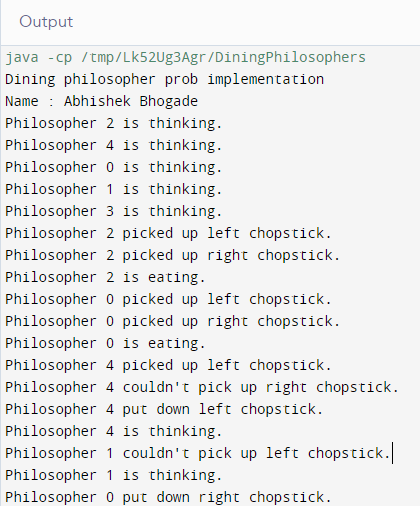 Output
java -cp /tmp/Lk52Ug3Agr/DiningPhilosophers
Dining philosopher prob implementation
Name : Abhishek Bhogade
Philosopher 2 is thinking.
Philosopher 4 is thinking.
Philosopher 0 is thinking.
Philosopher 1 is thinking.
Philosopher 3 is thinking.
Philosopher 2 picked up left chopstick.
Philosopher 2 picked up right chopstick.
Philosopher 2 is eating.
Philosopher 0 picked up left chopstick.
Philosopher 0 picked up right chopstick.
Philosopher 0 is eating.
Philosopher 4 picked up left chopstick.
Philosopher 4 couldn't pick up right chopstick.
Philosopher 4 put down left chopstick.
Philosopher 4 is thinking.
Philosopher 1 couldn't pick up left chopstick.
Philosopher 1 is thinking.
Philosopher 0 put down right chopstick.